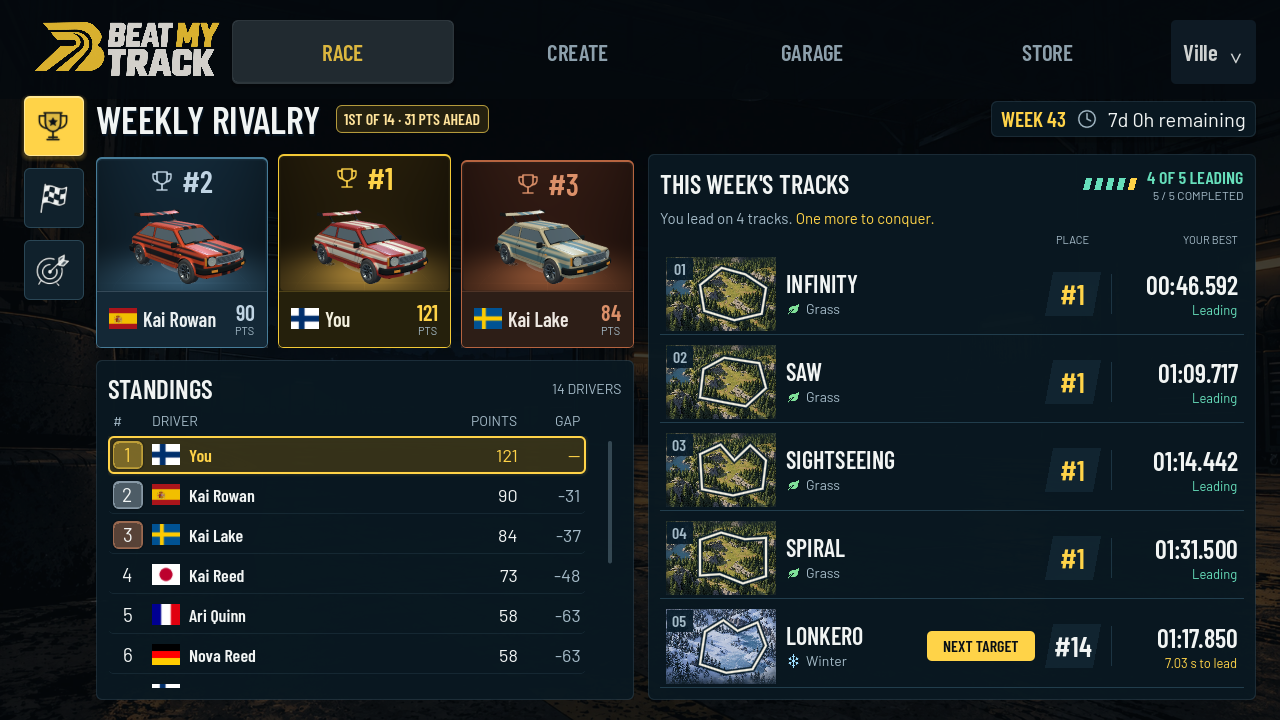 BEAT MY TRACK
RACE
CREATE
GARAGE
STORE
Ville
WEEKLY RIVALRY
1ST OF 14 · 31 PTS AHEAD
WEEK 43
7d 0h remaining
#2
Kai Rowan
90
PTS
#1
You
121
PTS
#3
Kai Lake
84
PTS
STANDINGS
14 DRIVERS
# DRIVER POINTS GAP
1 You 121 —
2 Kai Rowan 90 -31
3 Kai Lake 84 -37
4 Kai Reed 73 -48
5 Ari Quinn 58 -63
6 Nova Reed 58 -63
THIS WEEK'S TRACKS
4 OF 5 LEADING
5 / 5 COMPLETED
You lead on 4 tracks. One more to conquer.
PLACE YOUR BEST
01
INFINITY
Grass
#1
00:46.592
Leading
02
SAW
Grass
#1
01:09.717
Leading
03
SIGHTSEEING
Grass
#1
01:14.442
Leading
04
SPIRAL
Grass
#1
01:31.500
Leading
05
LONKERO
Winter
NEXT TARGET
#14
01:17.850
7.03 s to lead